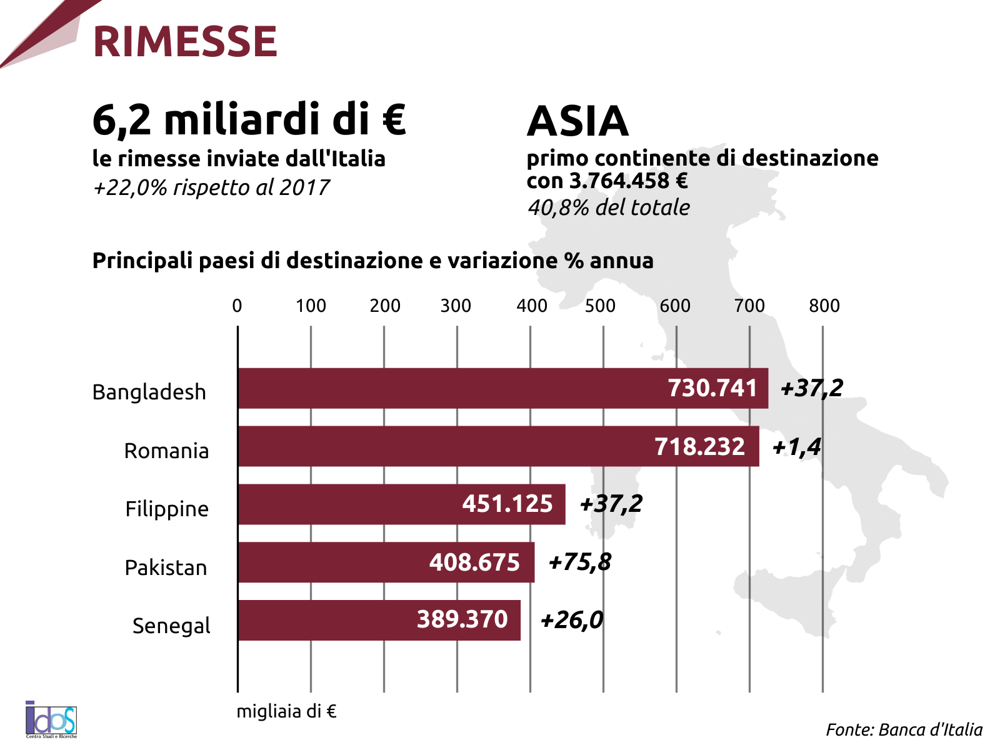 RIMESSE
6,2 miliardi di €
le rimesse inviate dall'Italia
+22,0% rispetto al 2017
ASIA
primo continente di destinazione
con 3.764.458 €
40,8% del totale
Principali paesi di destinazione e variazione % annua
0 100 200 300 400 500 600 700 800
Bangladesh 730.741 +37,2
Romania 718.232 +1,4
Filippine 451.125 +37,2
Pakistan 408.675 +75,8
Senegal 389.370 +26,0
migliaia di €
idos
Centro Studi e Ricerche
Fonte: Banca d'Italia